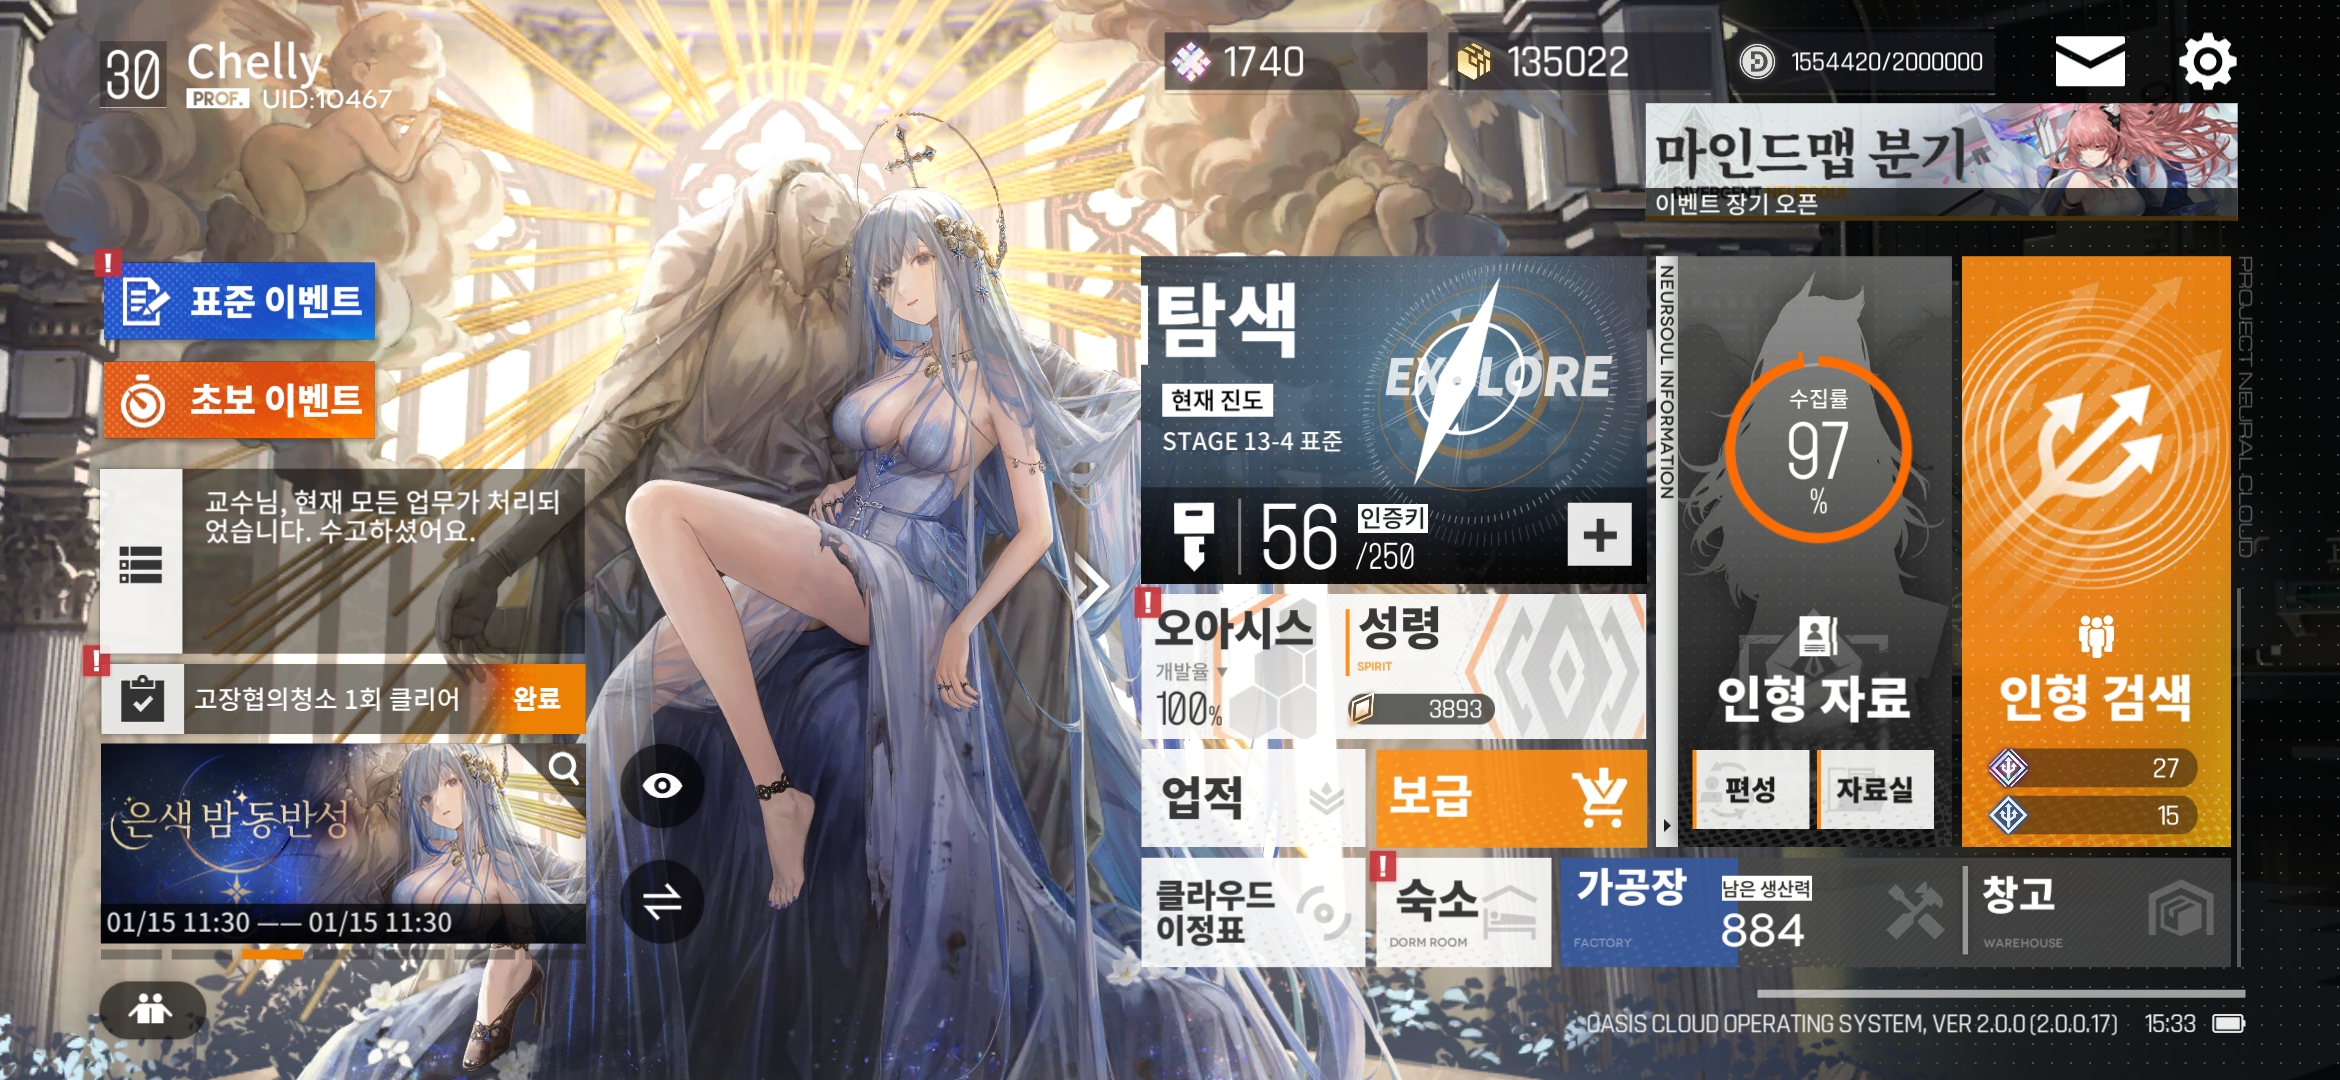 30
Chelly
PROF. UID:10467
1740
135022
1554420/2000000
마인드맵 분기
DIVERGENT NEURSOUL
이벤트 장기 오픈
표준 이벤트
초보 이벤트
교수님, 현재 모든 업무가 처리되
었습니다. 수고하셨어요.
고장협의청소 1회 클리어
완료
은색 밤 동반성
01/15 11:30 —— 01/15 11:30
탐색
EXPLORE
현재 진도
STAGE 13-4 표준
56
인증키
/250
오아시스
개발율 ▼
100%
성령
SPIRIT
3893
업적
보급
클라우드
이정표
숙소
DORM ROOM
가공장
FACTORY
남은 생산력
884
창고
WAREHOUSE
NEURSOUL INFORMATION
수집률
97
%
인형 자료
편성
자료실
인형 검색
27
15
PROJECT NEURAL CLOUD
OASIS CLOUD OPERATING SYSTEM, VER 2.0.0 (2.0.0.17)
15:33